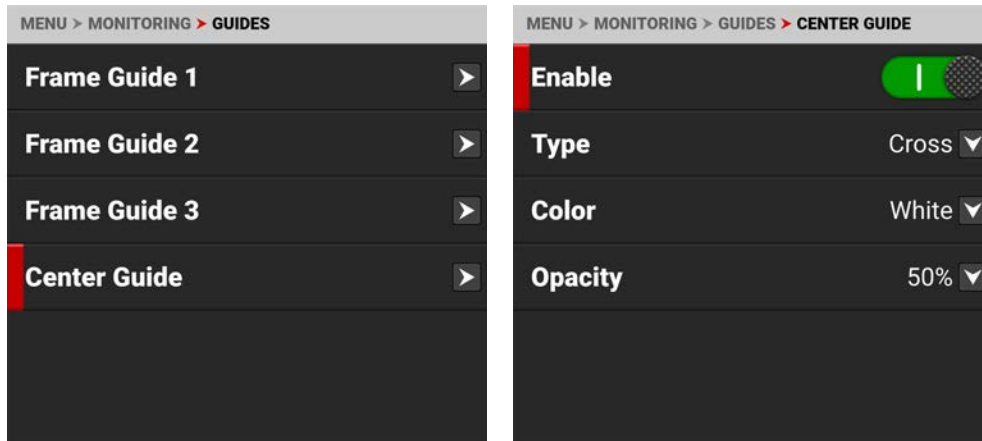 MENU > MONITORING > GUIDES
Frame Guide 1
Frame Guide 2
Frame Guide 3
Center Guide
MENU > MONITORING > GUIDES > CENTER GUIDE
Enable
Type Cross
Color White
Opacity 50%